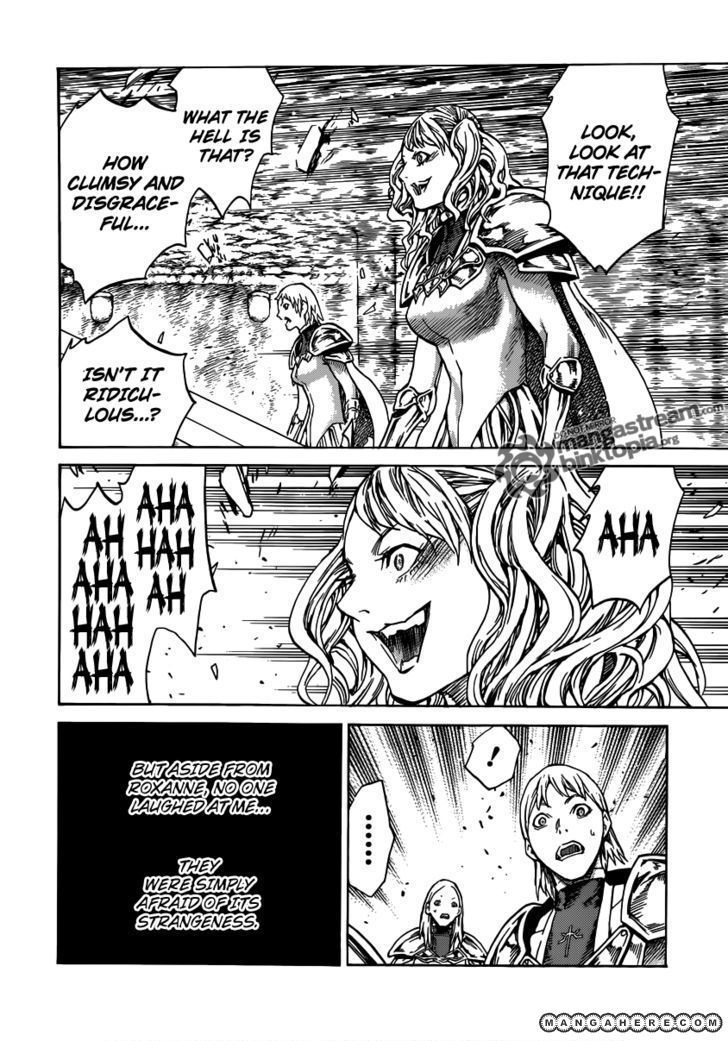 LOOK,
LOOK AT
THAT TECH-
NIQUE!!
WHAT THE
HELL IS
THAT?
HOW
CLUMSY AND
DISGRACE-
FUL...
ISN'T IT
RIDICU-
LOUS...?
mangastream.com
binktopia.org
AHA
AHA
HAH
AH
AH
AHA
HAH
AHA
!
......
BUT ASIDE FROM
ROXANNE, NO ONE
LAUGHED AT ME...
THEY
WERE SIMPLY
AFRAID OF ITS
STRANGENESS.
MANGAHERE.COM